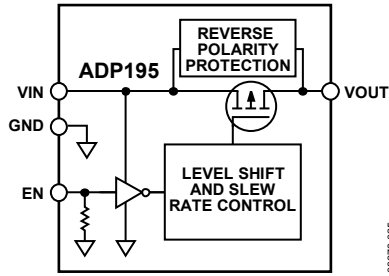 REVERSE
POLARITY
PROTECTION
ADP195
VIN
VOUT
GND
EN
LEVEL SHIFT
AND SLEW
RATE CONTROL